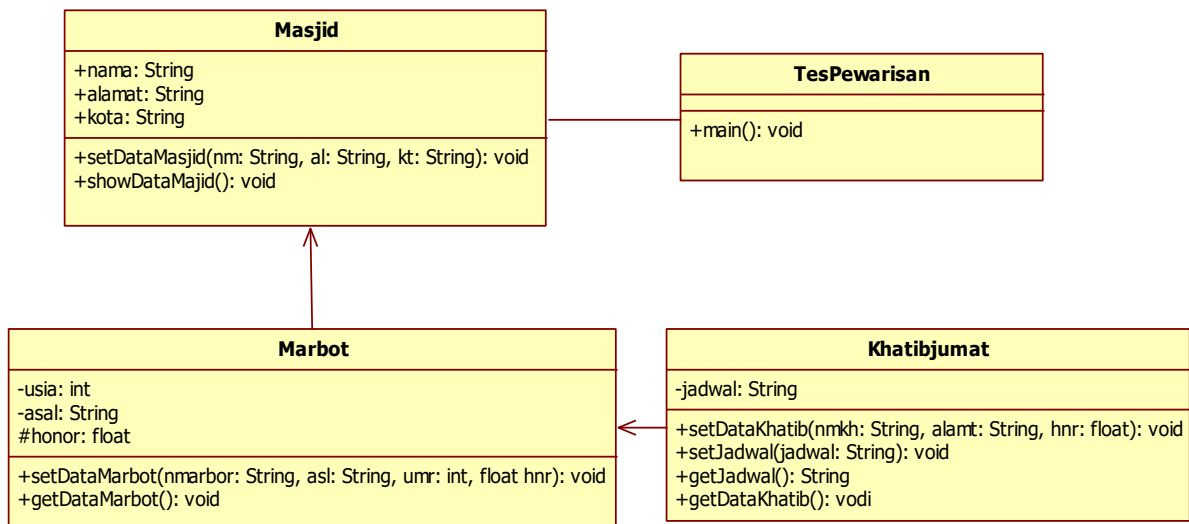 Masjid
+nama: String
+alamat: String
+kota: String
+setDataMasjid(nm: String, al: String, kt: String): void
+showDataMajid(): void
TesPewarisan
+main(): void
Marbot
-usia: int
-asal: String
#honor: float
+setDataMarbot(nmarbor: String, asl: String, umr: int, float hnr): void
+getDataMarbot(): void
Khatibjumat
-jadwal: String
+setDataKhatib(nmkh: String, alamt: String, hnr: float): void
+setJadwal(jadwal: String): void
+getJadwal(): String
+getDataKhatib(): vodi